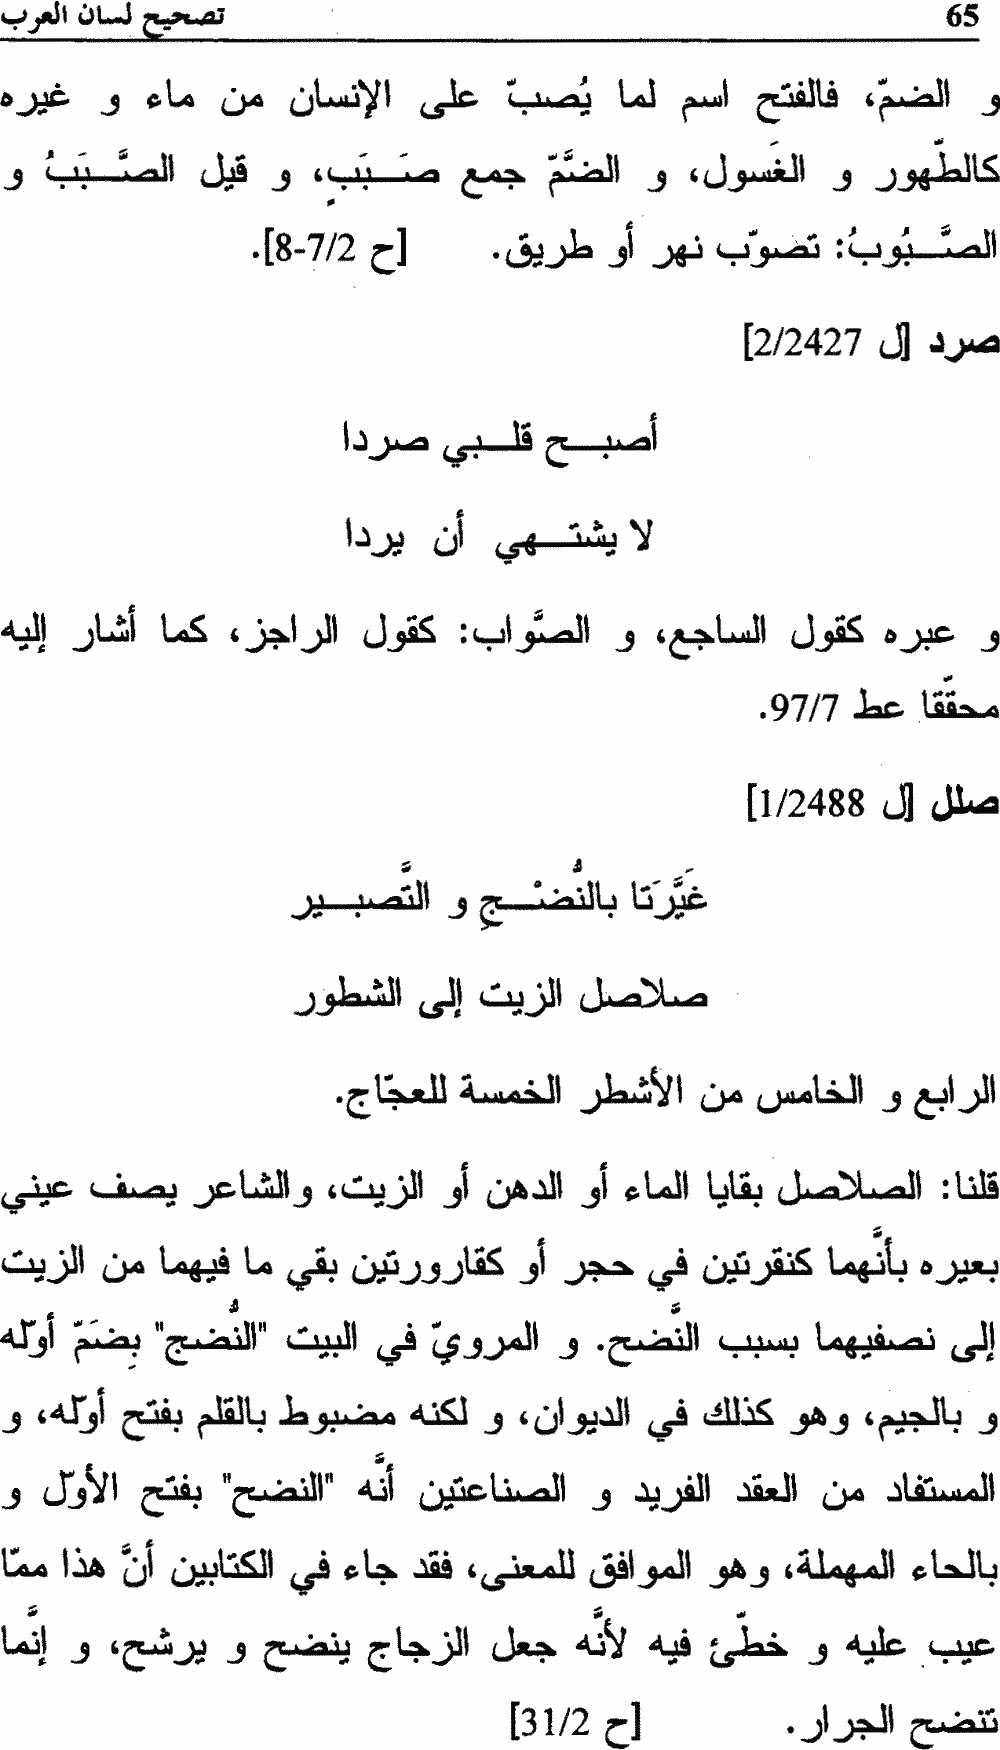 65 تصحيح لسان العرب
و الضمّ، فالفتح اسم لما يُصبّ على الإنسان من ماء و غيره
كالطّهور و الغَسول، و الضَّمّ جمع صَبَبٍ، و قيل الصَّبَبُ و
الصَّبُوبُ: تصوّب نهر أو طريق. [ح 7/2-8].
صرد [ل 2/2427]
أصبح قلبي صردا
لا يشتهي أن يردا
و عبره كقول الساجع، و الصَّواب: كقول الراجز، كما أشار إليه
محقّقا عط 97/7.
صلل [ل 1/2488]
غَيَّرَتا بالنُّضْجِ و التَّصبير
صلاصل الزيت إلى الشطور
الرابع و الخامس من الأشطر الخمسة للعجّاج.
قلنا: الصلاصل بقايا الماء أو الدهن أو الزيت، والشاعر يصف عيني
بعيره بأنَّهما كنقرتين في حجر أو كقارورتين بقي ما فيهما من الزيت
إلى نصفيهما بسبب النَّضح. و المرويّ في البيت "النُّضج" بِضَمّ أوّله
و بالجيم، وهو كذلك في الديوان، و لكنه مضبوط بالقلم بفتح أوّله، و
المستفاد من العقد الفريد و الصناعتين أنَّه "النضح" بفتح الأوّل و
بالحاء المهملة، وهو الموافق للمعنى، فقد جاء في الكتابين أنَّ هذا ممّا
عيب عليه و خطّئ فيه لأنَّه جعل الزجاج ينضح و يرشح، و إنَّما
تنضح الجرار. [ح 31/2]